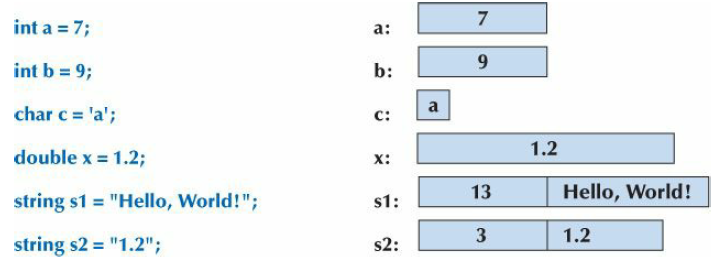 int a = 7; a: 7
int b = 9; b: 9
char c = 'a'; c: a
double x = 1.2; x: 1.2
string s1 = "Hello, World!"; s1: 13 Hello, World!
string s2 = "1.2"; s2: 3 1.2